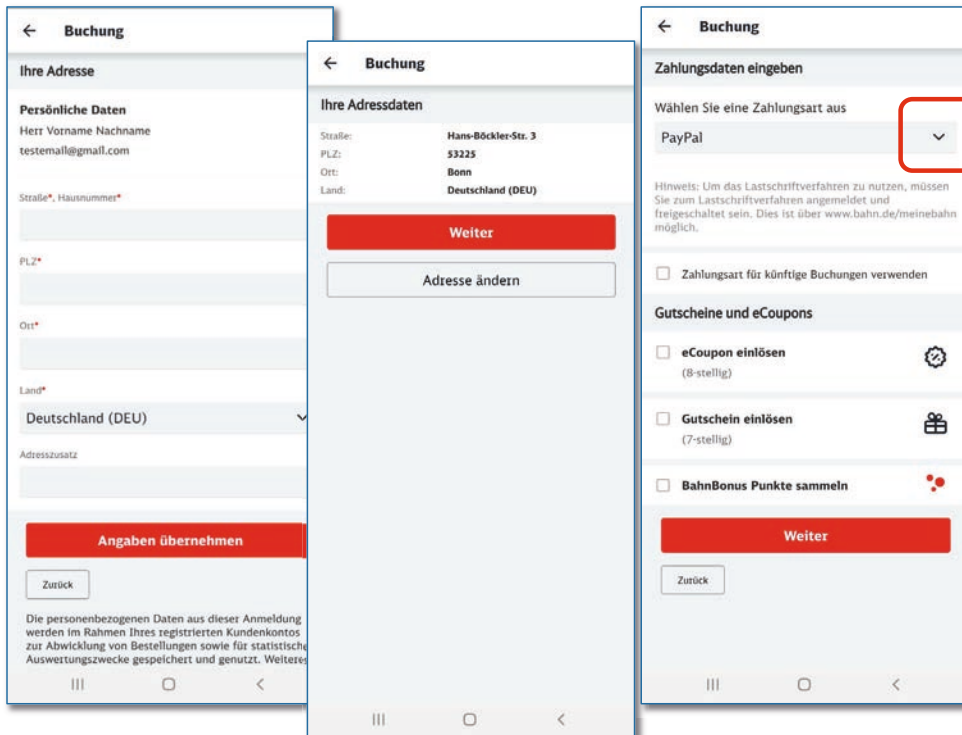 Buchung
Ihre Adresse
Persönliche Daten
Herr Vorname Nachname
testemail@gmail.com
Straße*, Hausnummer*
PLZ*
Ort*
Land*
Deutschland (DEU)
Adresszusatz
Angaben übernehmen
Zurück
Die personenbezogenen Daten aus dieser Anmeldung
werden im Rahmen Ihres registrierten Kundenkontos
zur Abwicklung von Bestellungen sowie für statistische
Auswertungszwecke gespeichert und genutzt. Weiteres
Buchung
Ihre Adressdaten
Straße: Hans-Böckler-Str. 3
PLZ: 53225
Ort: Bonn
Land: Deutschland (DEU)
Weiter
Adresse ändern
Buchung
Zahlungsdaten eingeben
Wählen Sie eine Zahlungsart aus
PayPal
Hinweis: Um das Lastschriftverfahren zu nutzen, müssen
Sie zum Lastschriftverfahren angemeldet und
freigeschaltet sein. Dies ist über www.bahn.de/meinebahn
möglich.
Zahlungsart für künftige Buchungen verwenden
Gutscheine und eCoupons
eCoupon einlösen
(8-stellig)
Gutschein einlösen
(7-stellig)
BahnBonus Punkte sammeln
Weiter
Zurück